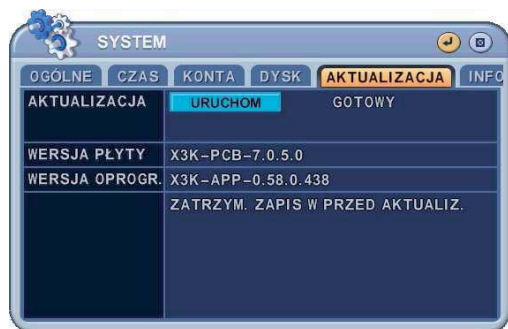 SYSTEM
OGÓLNE CZAS KONTA DYSK AKTUALIZACJA INFO
AKTUALIZACJA URUCHOM GOTOWY
WERSJA PŁYTY X3K-PCB-7.0.5.0
WERSJA OPROGR. X3K-APP-0.58.0.438
ZATRZYM. ZAPIS W PRZED AKTUALIZ.